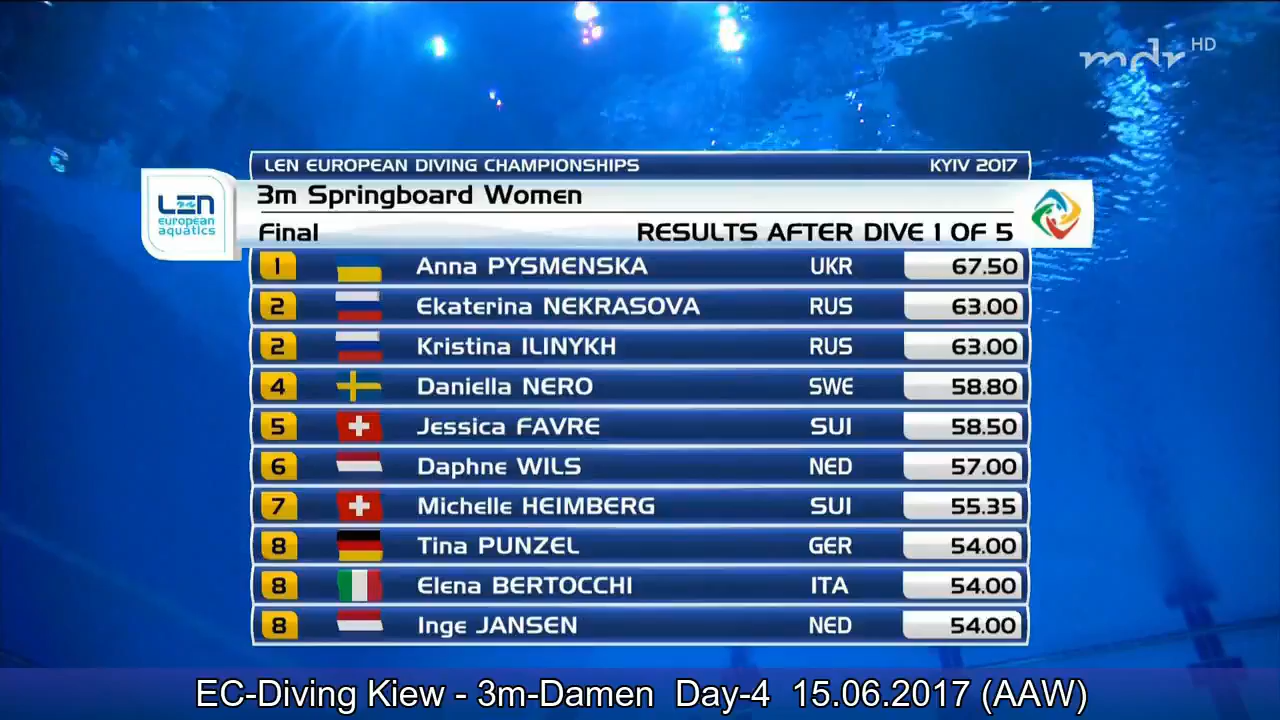 mdr HD
LEN EUROPEAN DIVING CHAMPIONSHIPS KYIV 2017
LEN
european
aquatics
3m Springboard Women
Final RESULTS AFTER DIVE 1 OF 5
1 Anna PYSMENSKA UKR 67.50
2 Ekaterina NEKRASOVA RUS 63.00
2 Kristina ILINYKH RUS 63.00
4 Daniella NERO SWE 58.80
5 Jessica FAVRE SUI 58.50
6 Daphne WILS NED 57.00
7 Michelle HEIMBERG SUI 55.35
8 Tina PUNZEL GER 54.00
8 Elena BERTOCCHI ITA 54.00
8 Inge JANSEN NED 54.00
EC-Diving Kiew - 3m-Damen Day-4 15.06.2017 (AAW)